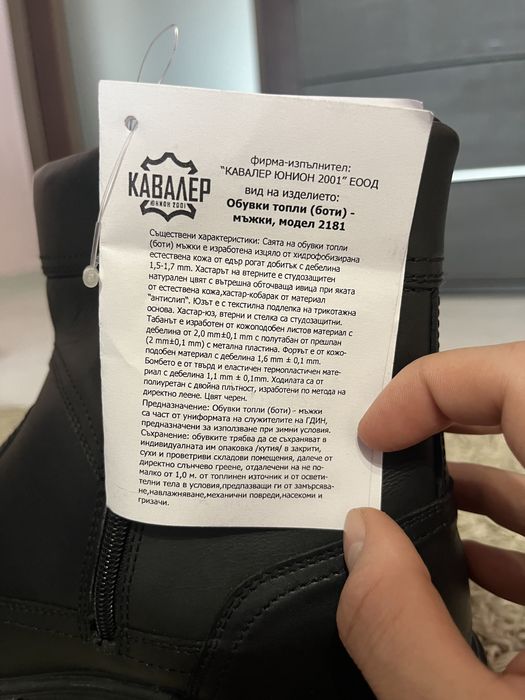 КАВАЛЕР
ЮНИОН 2001
фирма-изпълнител:
"КАВАЛЕР ЮНИОН 2001" ЕООД
вид на изделието:
Обувки топли (боти) -
мъжки, модел 2181
Съществени характеристики: Саята на обувки топли
(боти) мъжки е изработена изцяло от хидрофобизирана
естествена кожа от едър рогат добитък с дебелина
1,5-1,7 mm. Хастарът на втерните е студозащитен
натурален цвят с вътрешна обточваща ивица при яката
от естествена кожа,хастар-кобарак от материал
"антислип". Юзът е с текстилна подлепка на трикотажна
основа. Хастар-юз, втерни и стелка са студозащитни.
Табанът е изработен от кожоподобен листов материал с
дебелина от 2,0 mm±0,1 mm с полутабан от прешпан
(2 mm±0,1 mm) с метална пластина. Фортът е от кожо-
подобен материал с дебелина 1,6 mm ± 0,1 mm.
Бомбето е от твърд и еластичен термопластичен мате-
риал с дебелина 1,1 mm ± 0,1mm. Ходилата са от
полиуретан с двойна плътност, изработени по метода на
директно леене. Цвят черен.
Предназначение: Обувки топли (боти) - мъжки
са част от униформата на служителите на ГДИН,
предназначени за използране при зимни условия.
Съхранение: обувките трябва да се съхраняват в
индивидуалната им опаковка /кутия/ в закрити,
сухи и проветриви складови помещения, далече от
директно слънчево греене, отдалечени на не по-
малко от 1,0 м. от топлинен източник и от освети-
телни тела в условия,предпазващи ги от замърсява-
не,навлажняване,механични повреди,насекоми и
гризачи.